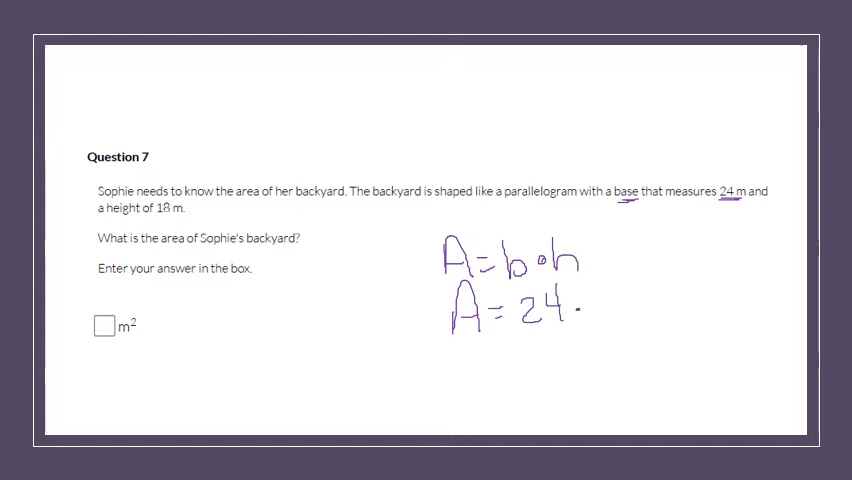 Question 7
Sophie needs to know the area of her backyard. The backyard is shaped like a parallelogram with a base that measures 24 m and
a height of 18 m.
What is the area of Sophie's backyard?
A = b • h
Enter your answer in the box.
A = 24 •
m²